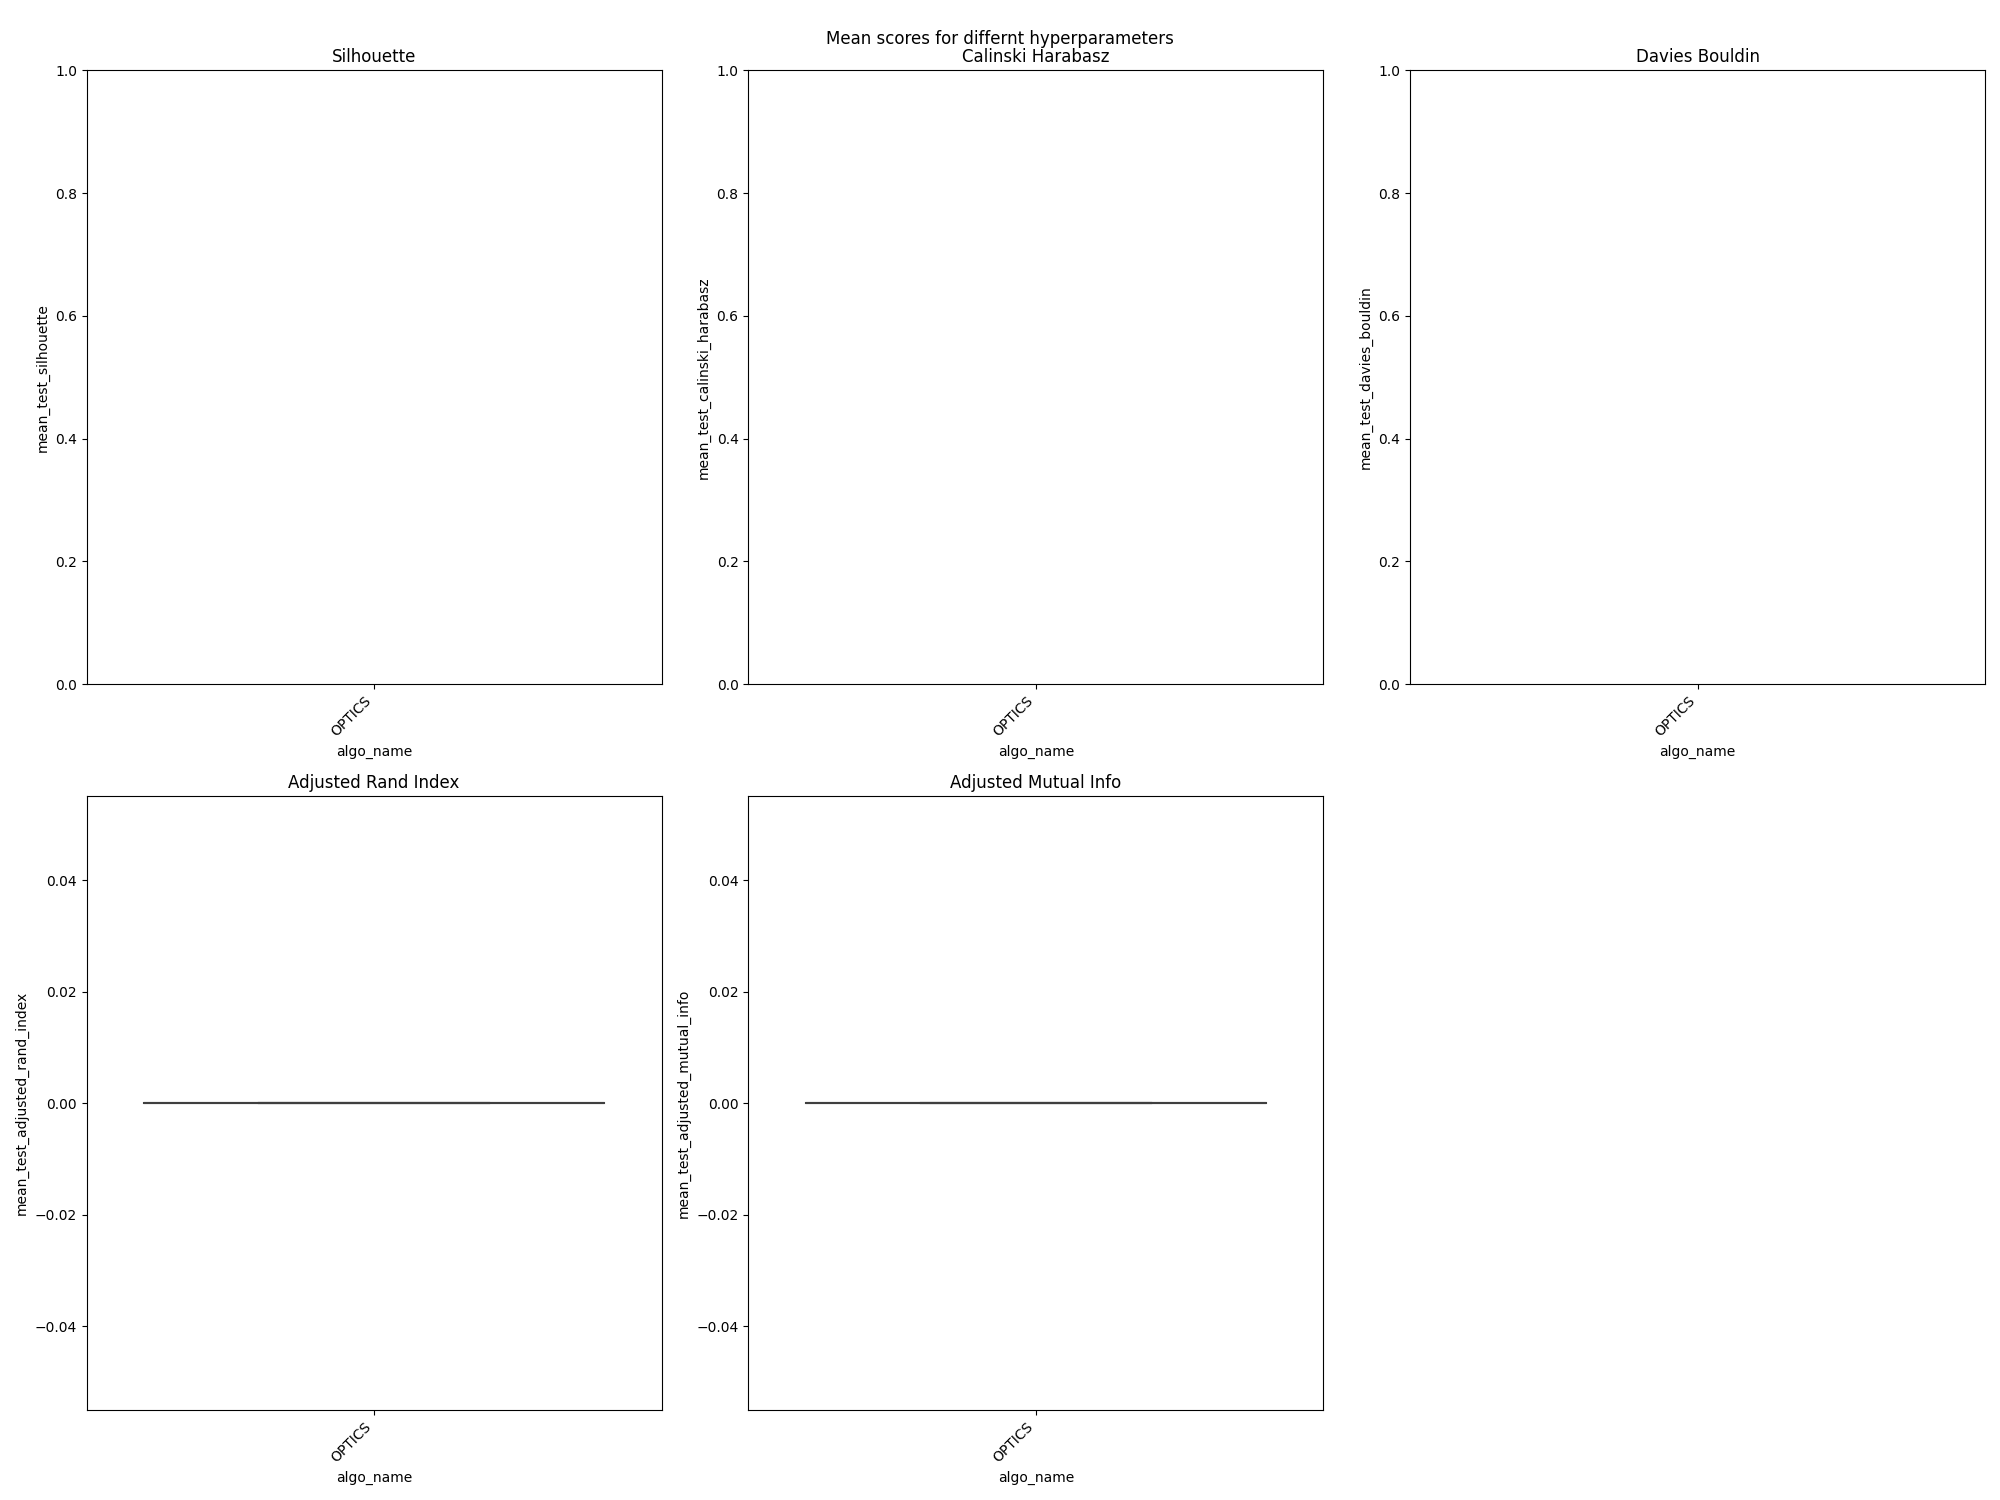 Mean scores for differnt hyperparameters
Silhouette
1.0
0.8
0.6
0.4
0.2
0.0
mean_test_silhouette
OPTICS
algo_name
Calinski Harabasz
1.0
0.8
0.6
0.4
0.2
0.0
mean_test_calinski_harabasz
OPTICS
algo_name
Davies Bouldin
1.0
0.8
0.6
0.4
0.2
0.0
mean_test_davies_bouldin
OPTICS
algo_name
Adjusted Rand Index
0.04
0.02
0.00
−0.02
−0.04
mean_test_adjusted_rand_index
OPTICS
algo_name
Adjusted Mutual Info
0.04
0.02
0.00
−0.02
−0.04
mean_test_adjusted_mutual_info
OPTICS
algo_name